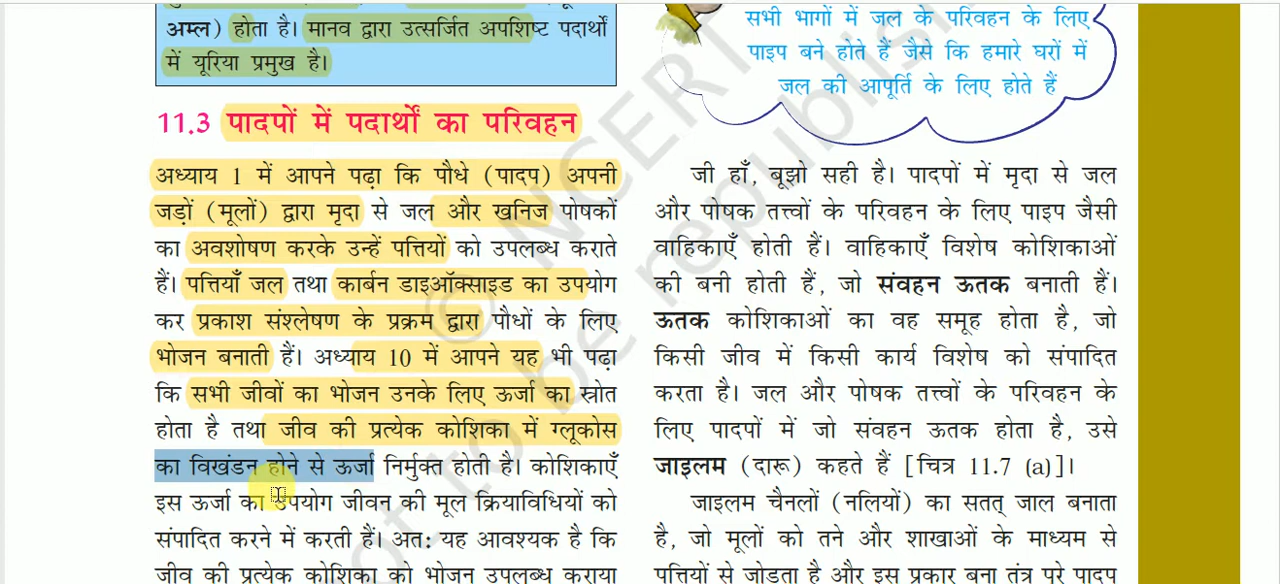 अम्ल) होता है। मानव द्वारा उत्सर्जित अपशिष्ट पदार्थों
में यूरिया प्रमुख है।
सभी भागों में जल के परिवहन के लिए
पाइप बने होते हैं जैसे कि हमारे घरों में
जल की आपूर्ति के लिए होते हैं
11.3 पादपों में पदार्थों का परिवहन
अध्याय 1 में आपने पढ़ा कि पौधे (पादप) अपनी
जड़ों (मूलों) द्वारा मृदा से जल और खनिज पोषकों
का अवशोषण करके उन्हें पत्तियों को उपलब्ध कराते
हैं। पत्तियाँ जल तथा कार्बन डाइऑक्साइड का उपयोग
कर प्रकाश संश्लेषण के प्रक्रम द्वारा पौधों के लिए
भोजन बनाती हैं। अध्याय 10 में आपने यह भी पढ़ा
कि सभी जीवों का भोजन उनके लिए ऊर्जा का स्रोत
होता है तथा जीव की प्रत्येक कोशिका में ग्लूकोस
का विखंडन होने से ऊर्जा निर्मुक्त होती है। कोशिकाएँ
इस ऊर्जा का उपयोग जीवन की मूल क्रियाविधियों को
संपादित करने में करती हैं। अत: यह आवश्यक है कि
जीव की प्रत्येक कोशिका को भोजन उपलब्ध कराया
जी हाँ, बूझो सही है। पादपों में मृदा से जल
और पोषक तत्त्वों के परिवहन के लिए पाइप जैसी
वाहिकाएँ होती हैं। वाहिकाएँ विशेष कोशिकाओं
की बनी होती हैं, जो संवहन ऊतक बनाती हैं।
ऊतक कोशिकाओं का वह समूह होता है, जो
किसी जीव में किसी कार्य विशेष को संपादित
करता है। जल और पोषक तत्त्वों के परिवहन के
लिए पादपों में जो संवहन ऊतक होता है, उसे
जाइलम (दारू) कहते हैं [चित्र 11.7 (a)]।
जाइलम चैनलों (नलियों) का सतत् जाल बनाता
है, जो मूलों को तने और शाखाओं के माध्यम से
पत्तियों से जोड़ता है और इस प्रकार बना तंत्र पूरे पादप
© NCERT
not to be republish